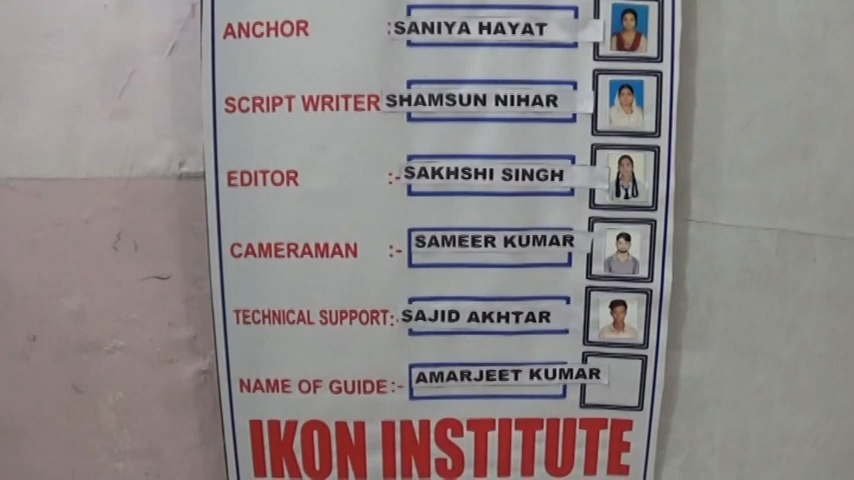 ANCHOR :SANIYA HAYAT
SCRIPT WRITER SHAMSUN NIHAR
EDITOR :-SAKHSHI SINGH
CAMERAMAN :- SAMEER KUMAR
TECHNICAL SUPPORT:-SAJID AKHTAR
NAME OF GUIDE:- AMARJEET KUMAR
IKON INSTITUTE